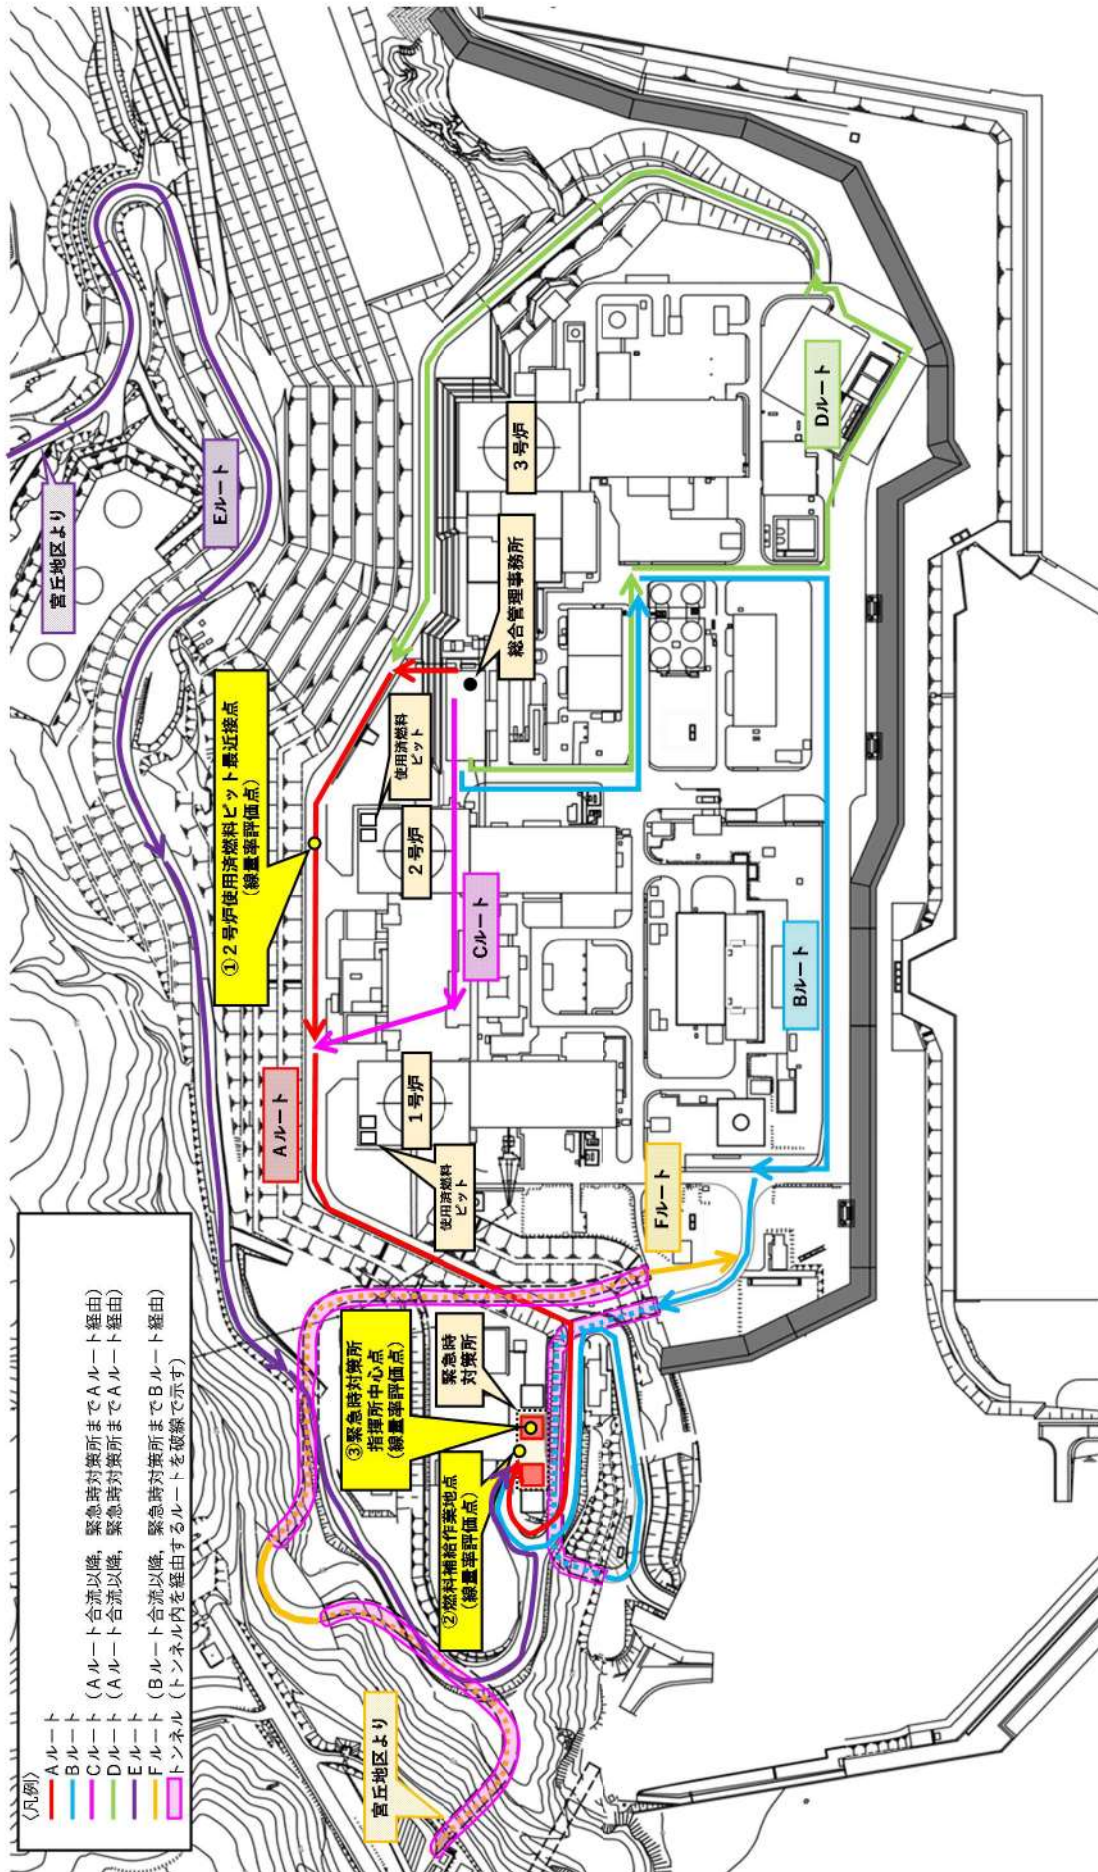 〈凡例〉
Aルート
Bルート
Cルート（Aルート合流以降，緊急時対策所までAルート経由）
Dルート（Aルート合流以降，緊急時対策所までAルート経由）
Eルート
Fルート（Bルート合流以降，緊急時対策所までBルート経由）
トンネル（トンネル内を経由するルートを破線で示す）
宮丘地区より
Eルート
①2号炉使用済燃料ピット最近接点
（線量率評価点）
Aルート
使用済燃料
ピット
2号炉
3号炉
総合管理事務所
Cルート
1号炉
使用済燃料
ピット
Dルート
Bルート
Fルート
③緊急時対策所
指揮所中心点
（線量率評価点）
緊急時
対策所
②燃料補給作業地点
（線量率評価点）
宮丘地区より